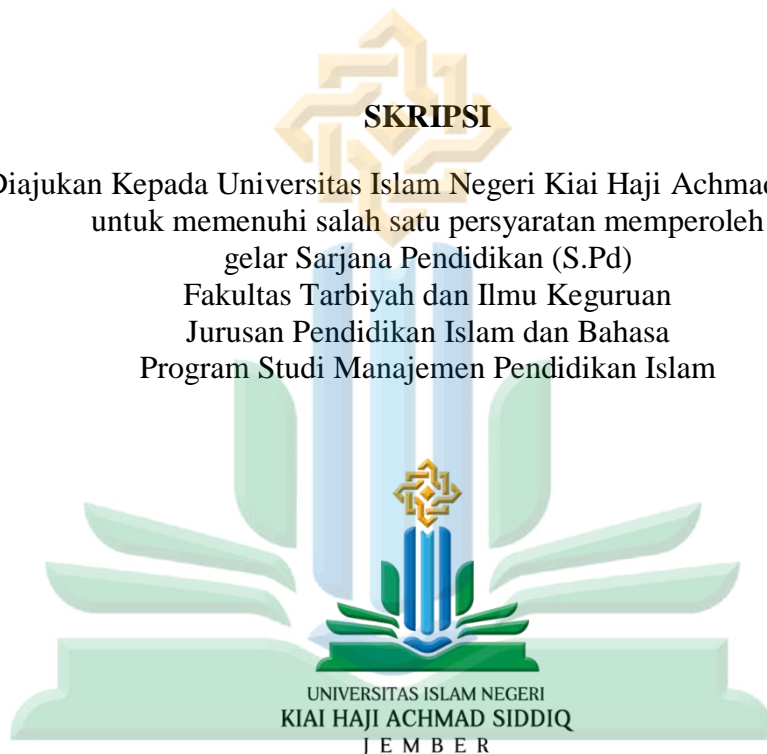 SKRIPSI
Diajukan Kepada Universitas Islam Negeri Kiai Haji Achmad
untuk memenuhi salah satu persyaratan memperoleh
gelar Sarjana Pendidikan (S.Pd)
Fakultas Tarbiyah dan Ilmu Keguruan
Jurusan Pendidikan Islam dan Bahasa
Program Studi Manajemen Pendidikan Islam
UNIVERSITAS ISLAM NEGERI
KIAI HAJI ACHMAD SIDDIQ
JEMBER